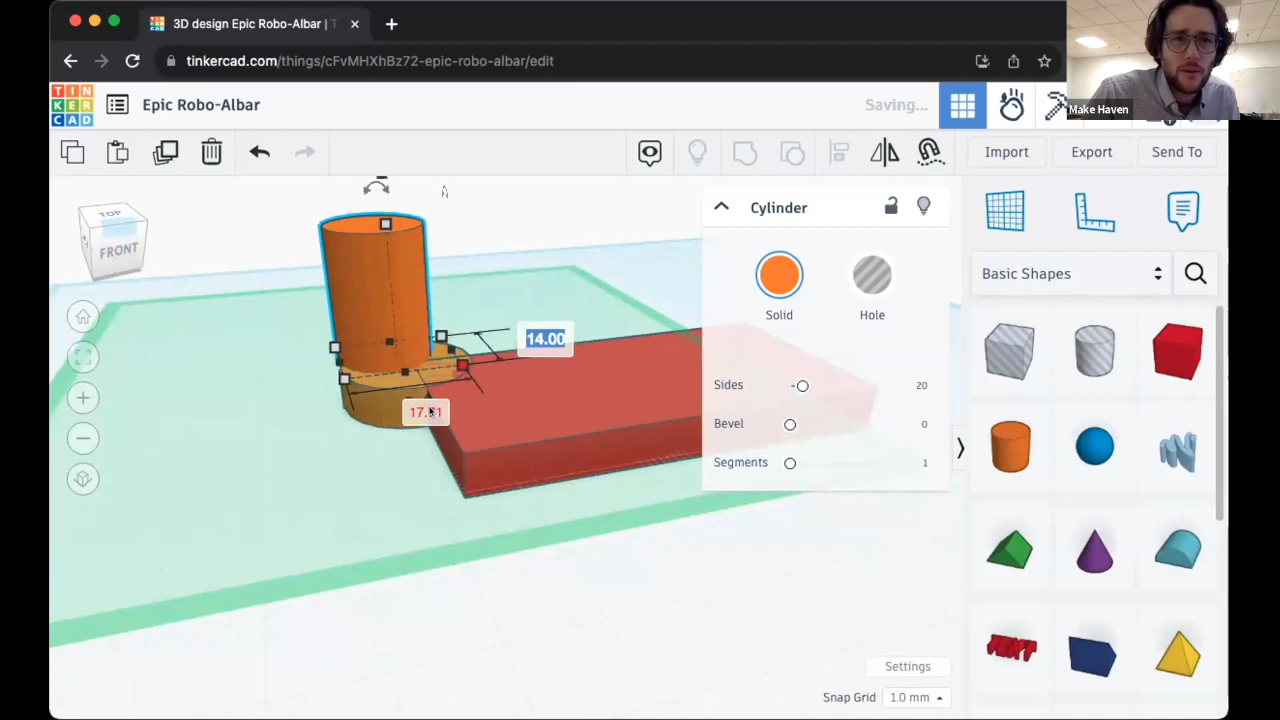 3D design Epic Robo-Albar | T
tinkercad.com/things/cFvMHXhBz72-epic-robo-albar/edit
TIN
KER
CAD
Epic Robo-Albar
Saving...
Make Haven
Import
Export
Send To
TOP
FRONT
Cylinder
Solid
Hole
Basic Shapes
14.00
Sides
20
Bevel
0
Segments
1
TEXT
Settings
Snap Grid
1.0 mm